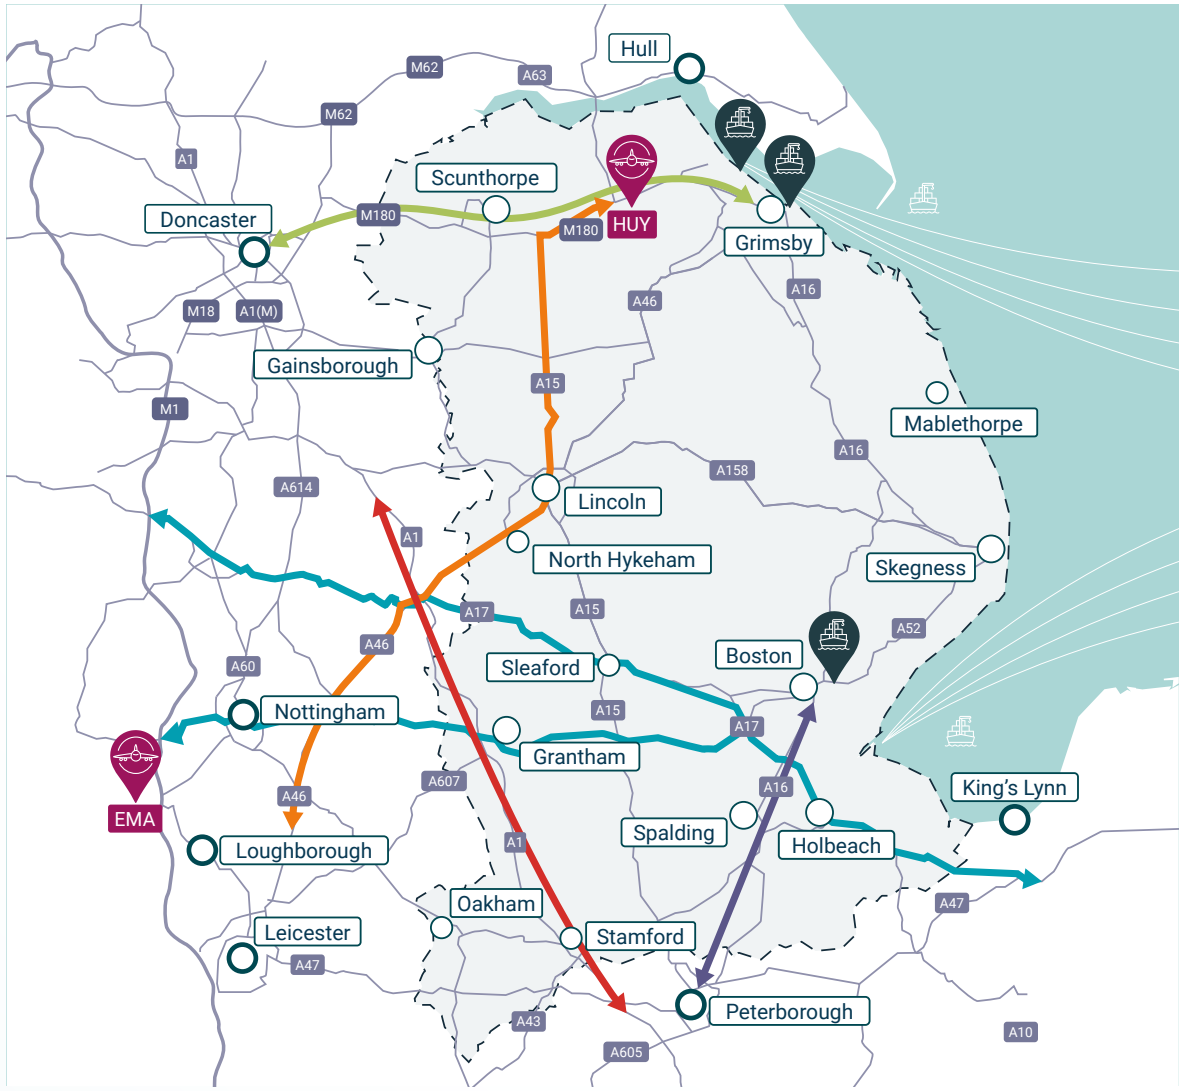 Hull
M62
A63
M62
A1
Scunthorpe
Doncaster
M180
M180
HUY
Grimsby
A16
A46
M18
A1(M)
Gainsborough
A15
M1
Mablethorpe
A16
A158
A614
Lincoln
A1
North Hykeham
Skegness
A17
A15
A52
A46
Boston
A60
Sleaford
Nottingham
A15
A17
Grantham
A607
A16
King's Lynn
A46
EMA
Spalding
A1
Holbeach
Loughborough
Oakham
A47
Leicester
Stamford
A47
Peterborough
A43
A10
A605